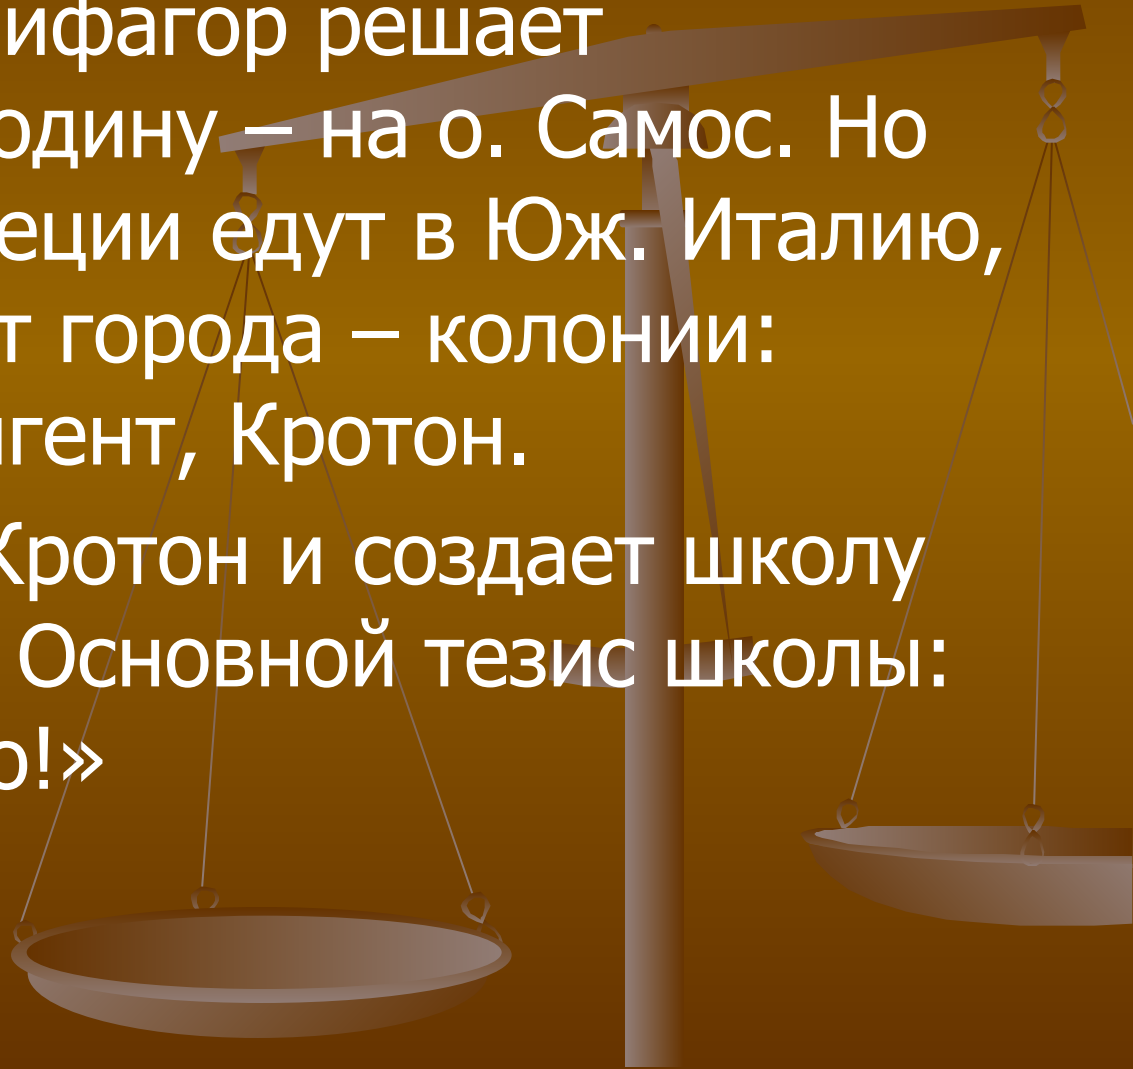 ифагор решает
одину – на о. Самос. Но
еции едут в Юж. Италию,
т города – колонии:
гент, Кротон.
Кротон и создает школу
Основной тезис школы:
о!»